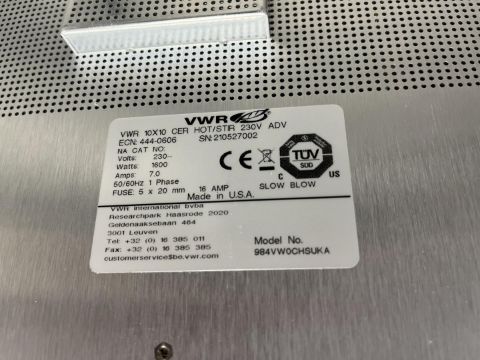 VWR
VWR 10X10 CER HOT/STIR 230V ADV
ECN: 444-0606 SN:210527002
NA CAT NO:
Volts: 230~
Watts: 1600
Amps: 7.0
50/60Hz 1 Phase
FUSE: 5 x 20 mm 16 AMP SLOW BLOW
Made in U.S.A.
CE
TÜV
SÜD
C US
VWR International bvba
Researchpark Haasrode 2020
Geldenaaksebaan 464
3001 Leuven
Tel: +32 (0) 16 385 011
Fax: +32 (0) 16 385 385
customerservice@be.vwr.com
Model No.
984VW0CHSUKA